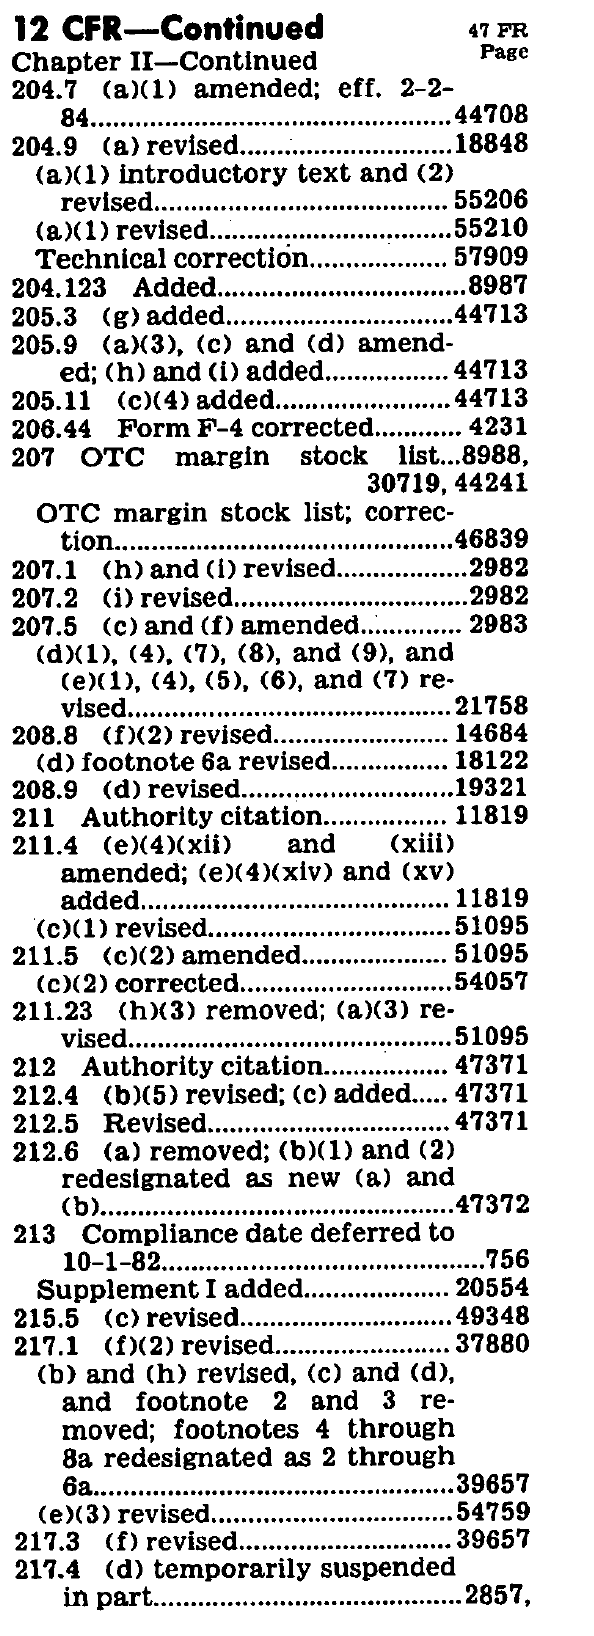 12 CFR—Continued
47 FR
Page
Chapter II—Continued
204.7 (a)(1) amended; eff. 2-2-
84..................................................44708
204.9 (a) revised.............................18848
(a)(1) introductory text and (2)
revised........................................ 55206
(a)(1) revised.................................55210
Technical correction................... 57909
204.123 Added..................................8987
205.3 (g) added...............................44713
205.9 (a)(3), (c) and (d) amend-
ed; (h) and (i) added................. 44713
205.11 (c)(4) added........................44713
206.44 Form F-4 corrected............ 4231
207 OTC margin stock list...8988,
30719, 44241
OTC margin stock list; correc-
tion..............................................46839
207.1 (h) and (i) revised..................2982
207.2 (i) revised................................2982
207.5 (c) and (f) amended.............. 2983
(d)(1), (4), (7), (8), and (9), and
(e)(1), (4), (5), (6), and (7) re-
vised............................................21758
208.8 (f)(2) revised........................ 14684
(d) footnote 6a revised................ 18122
208.9 (d) revised.............................19321
211 Authority citation................. 11819
211.4 (e)(4)(xii) and (xiii)
amended; (e)(4)(xiv) and (xv)
added.......................................... 11819
(c)(1) revised.................................51095
211.5 (c)(2) amended.................... 51095
(c)(2) corrected.............................54057
211.23 (h)(3) removed; (a)(3) re-
vised............................................51095
212 Authority citation................. 47371
212.4 (b)(5) revised; (c) added..... 47371
212.5 Revised................................. 47371
212.6 (a) removed; (b)(1) and (2)
redesignated as new (a) and
(b)................................................47372
213 Compliance date deferred to
10-1-82............................................756
Supplement I added.................... 20554
215.5 (c) revised.............................49348
217.1 (f)(2) revised........................ 37880
(b) and (h) revised, (c) and (d),
and footnote 2 and 3 re-
moved; footnotes 4 through
8a redesignated as 2 through
6a.................................................39657
(e)(3) revised.................................54759
217.3 (f) revised............................. 39657
217.4 (d) temporarily suspended
in part..........................................2857,